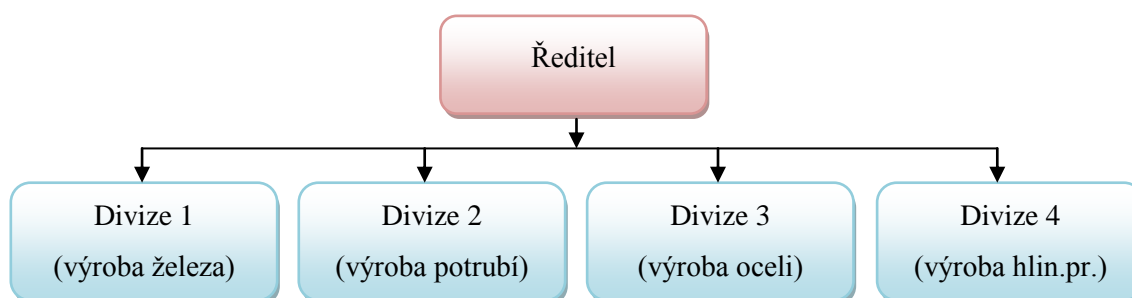 Ředitel
Divize 1
(výroba železa)
Divize 2
(výroba potrubí)
Divize 3
(výroba oceli)
Divize 4
(výroba hlin.pr.)